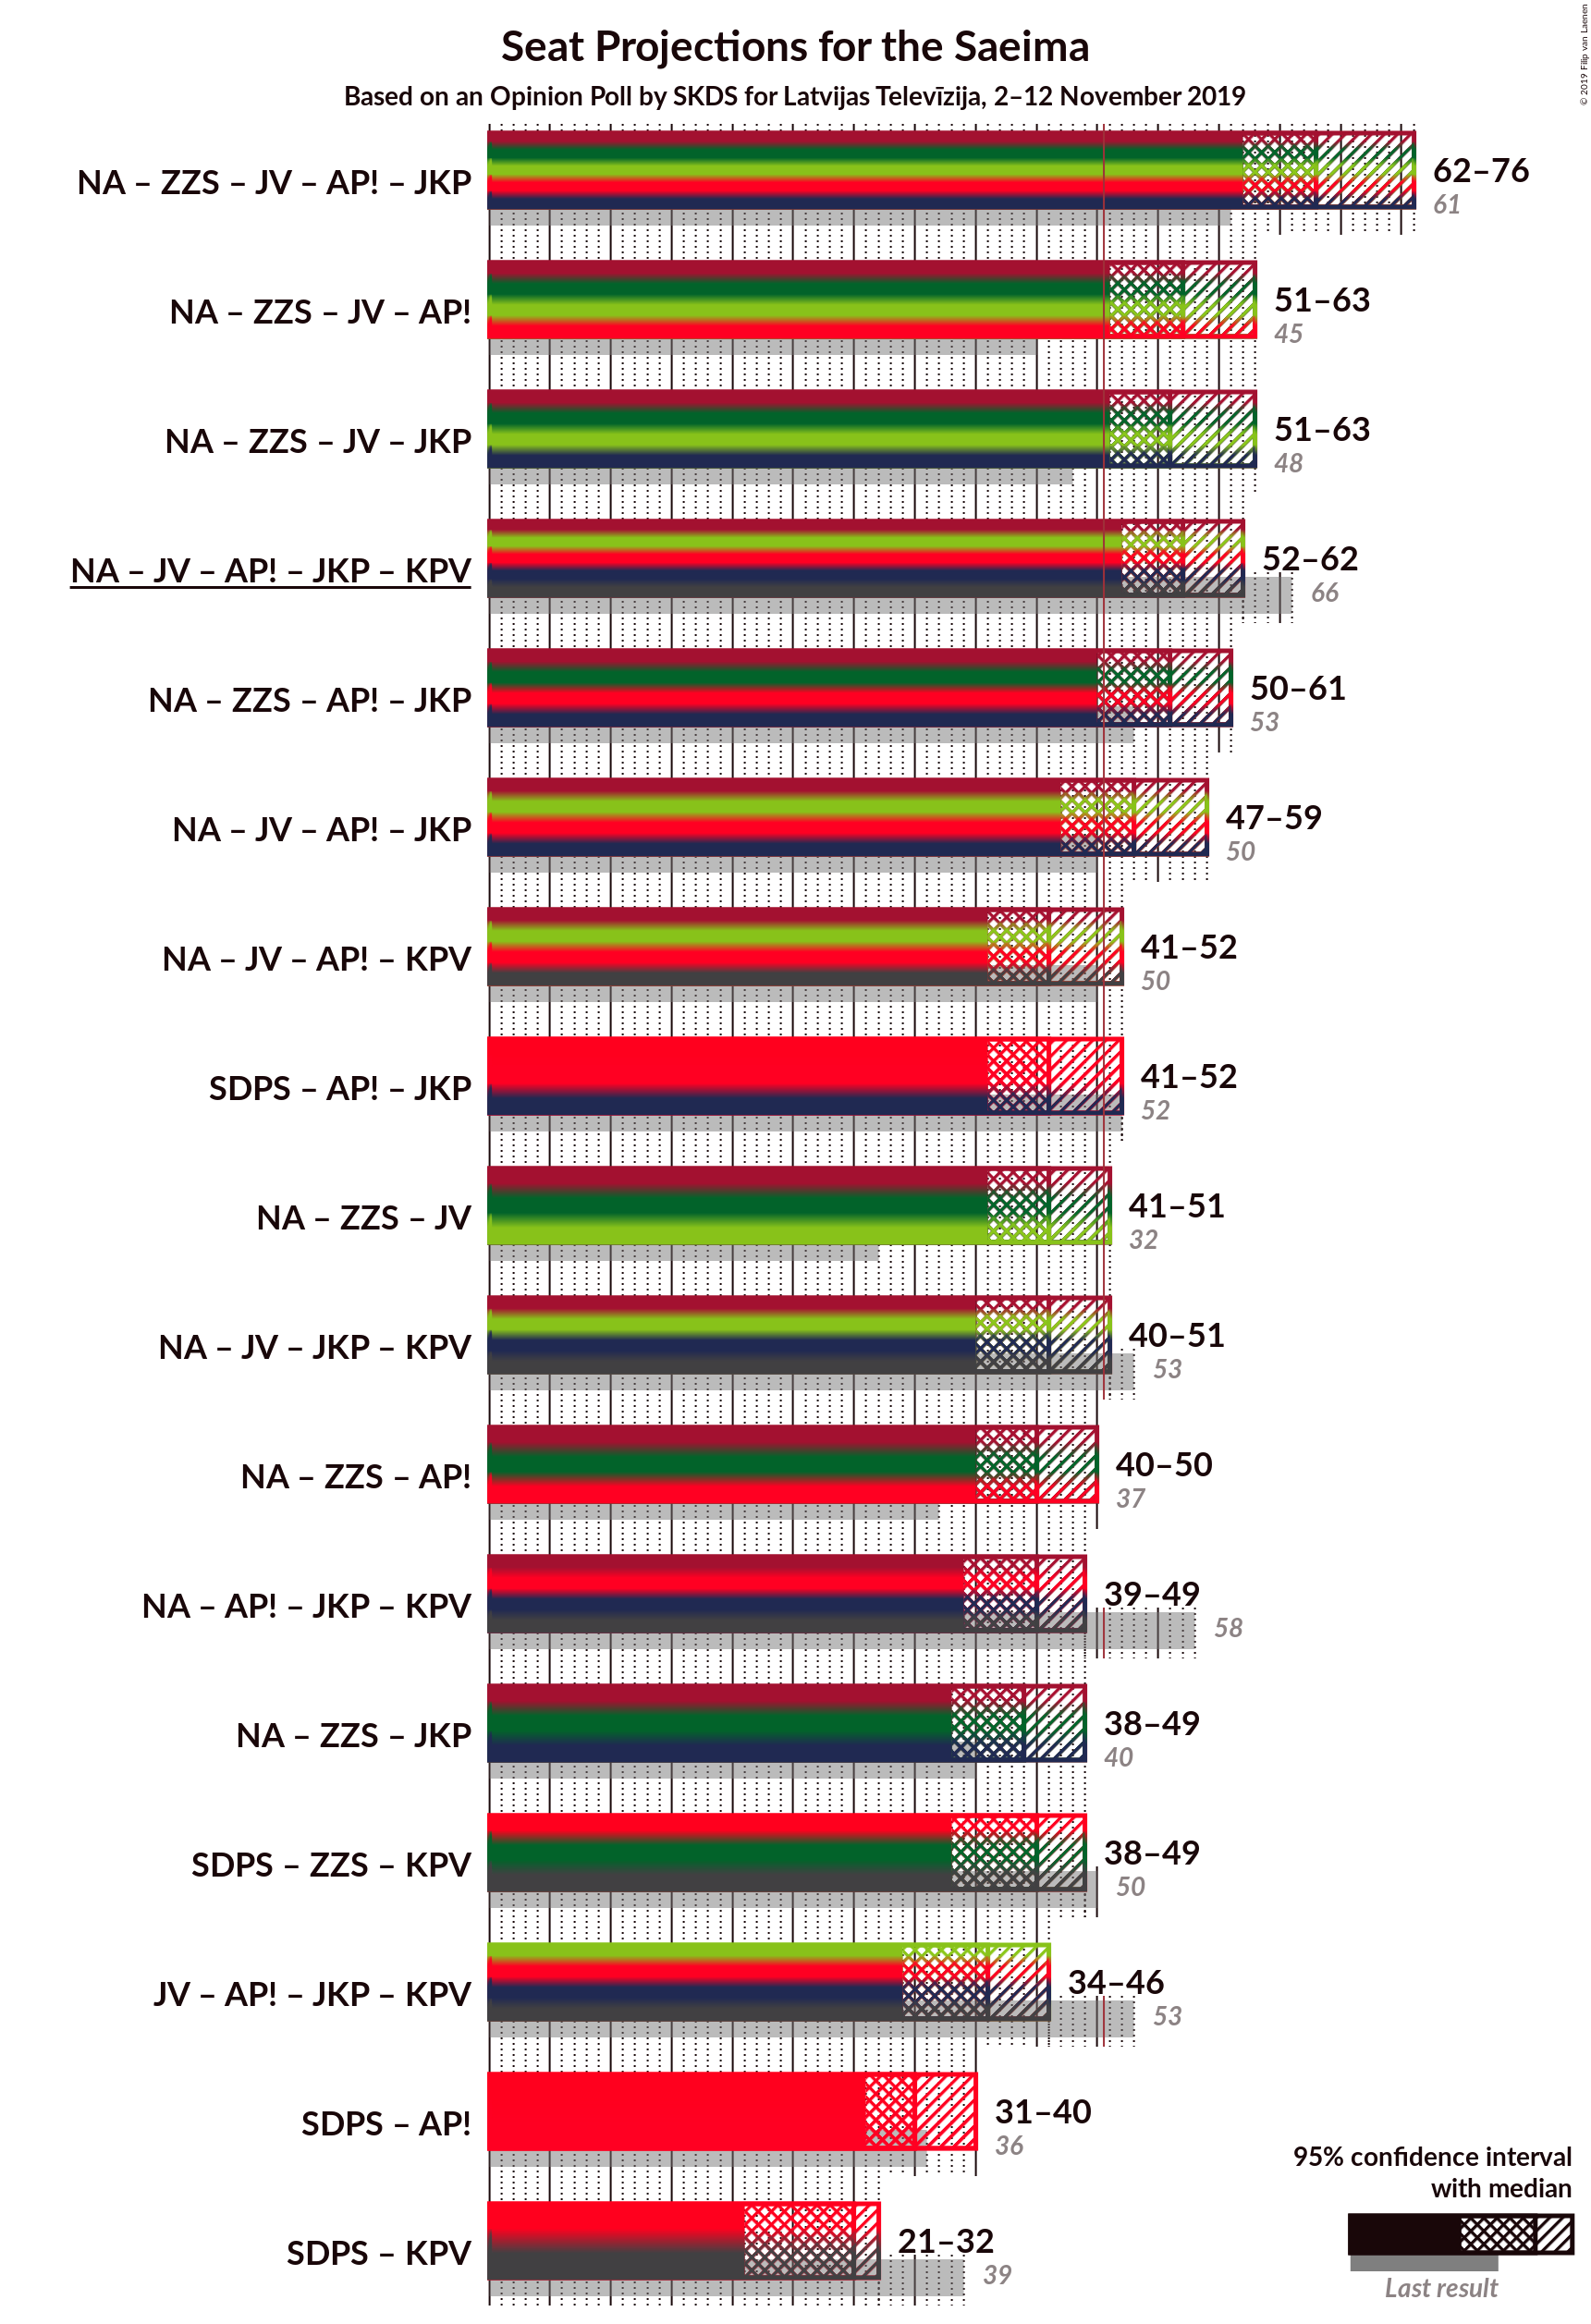 Seat Projections for the Saeima
Based on an Opinion Poll by SKDS for Latvijas Televīzija, 2–12 November 2019
© 2019 Filip van Laenen
NA – ZZS – JV – AP! – JKP
62–76
61
NA – ZZS – JV – AP!
51–63
45
NA – ZZS – JV – JKP
51–63
48
NA – JV – AP! – JKP – KPV
52–62
66
NA – ZZS – AP! – JKP
50–61
53
NA – JV – AP! – JKP
47–59
50
NA – JV – AP! – KPV
41–52
50
SDPS – AP! – JKP
41–52
52
NA – ZZS – JV
41–51
32
NA – JV – JKP – KPV
40–51
53
NA – ZZS – AP!
40–50
37
NA – AP! – JKP – KPV
39–49
58
NA – ZZS – JKP
38–49
40
SDPS – ZZS – KPV
38–49
50
JV – AP! – JKP – KPV
34–46
53
SDPS – AP!
31–40
36
SDPS – KPV
21–32
39
95% confidence interval
with median
Last result